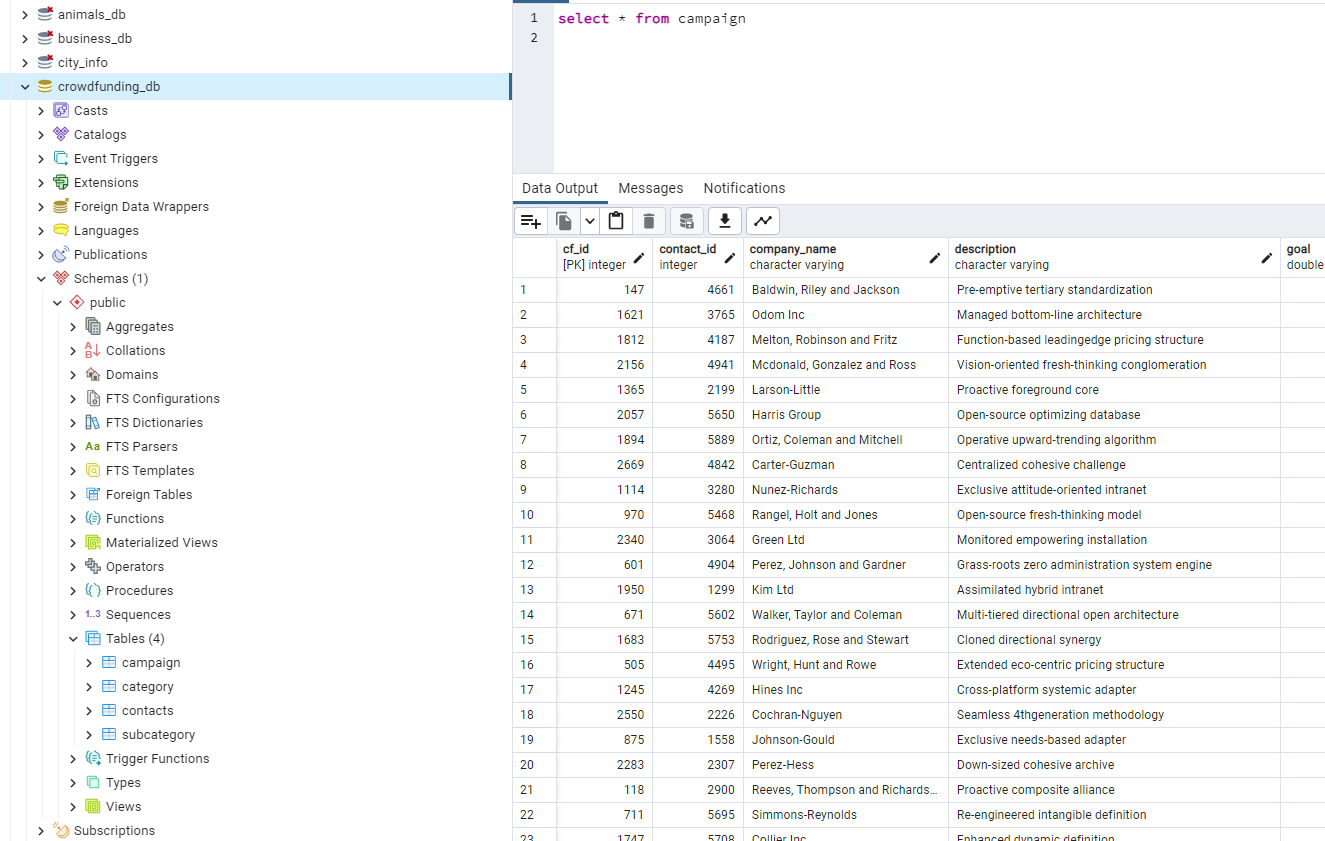 animals_db
business_db
city_info
crowdfunding_db
Casts
Catalogs
Event Triggers
Extensions
Foreign Data Wrappers
Languages
Publications
Schemas (1)
public
Aggregates
Collations
Domains
FTS Configurations
FTS Dictionaries
Aa FTS Parsers
FTS Templates
Foreign Tables
Functions
Materialized Views
Operators
Procedures
1..3 Sequences
Tables (4)
campaign
category
contacts
subcategory
Trigger Functions
Types
Views
Subscriptions
1 select * from campaign
2
Data Output Messages Notifications
cf_id contact_id company_name description goal
[PK] integer integer character varying character varying double
1 147 4661 Baldwin, Riley and Jackson Pre-emptive tertiary standardization
2 1621 3765 Odom Inc Managed bottom-line architecture
3 1812 4187 Melton, Robinson and Fritz Function-based leadingedge pricing structure
4 2156 4941 Mcdonald, Gonzalez and Ross Vision-oriented fresh-thinking conglomeration
5 1365 2199 Larson-Little Proactive foreground core
6 2057 5650 Harris Group Open-source optimizing database
7 1894 5889 Ortiz, Coleman and Mitchell Operative upward-trending algorithm
8 2669 4842 Carter-Guzman Centralized cohesive challenge
9 1114 3280 Nunez-Richards Exclusive attitude-oriented intranet
10 970 5468 Rangel, Holt and Jones Open-source fresh-thinking model
11 2340 3064 Green Ltd Monitored empowering installation
12 601 4904 Perez, Johnson and Gardner Grass-roots zero administration system engine
13 1950 1299 Kim Ltd Assimilated hybrid intranet
14 671 5602 Walker, Taylor and Coleman Multi-tiered directional open architecture
15 1683 5753 Rodriguez, Rose and Stewart Cloned directional synergy
16 505 4495 Wright, Hunt and Rowe Extended eco-centric pricing structure
17 1245 4269 Hines Inc Cross-platform systemic adapter
18 2550 2226 Cochran-Nguyen Seamless 4thgeneration methodology
19 875 1558 Johnson-Gould Exclusive needs-based adapter
20 2283 2307 Perez-Hess Down-sized cohesive archive
21 118 2900 Reeves, Thompson and Richards... Proactive composite alliance
22 711 5695 Simmons-Reynolds Re-engineered intangible definition
23 1747 5708 Collier Inc Enhanced dynamic definition